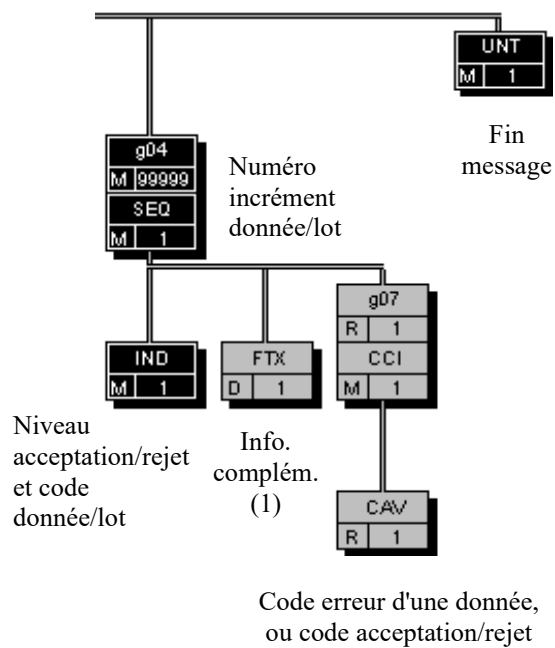 UNT
M 1
Fin
message
g04
M 99999
SEQ
M 1
Numéro
incrément
donnée/lot
g07
R 1
CCI
M 1
IND
M 1
FTX
D 1
Niveau
acceptation/rejet
et code
donnée/lot
Info.
complém.
(1)
CAV
R 1
Code erreur d'une donnée,
ou code acceptation/rejet